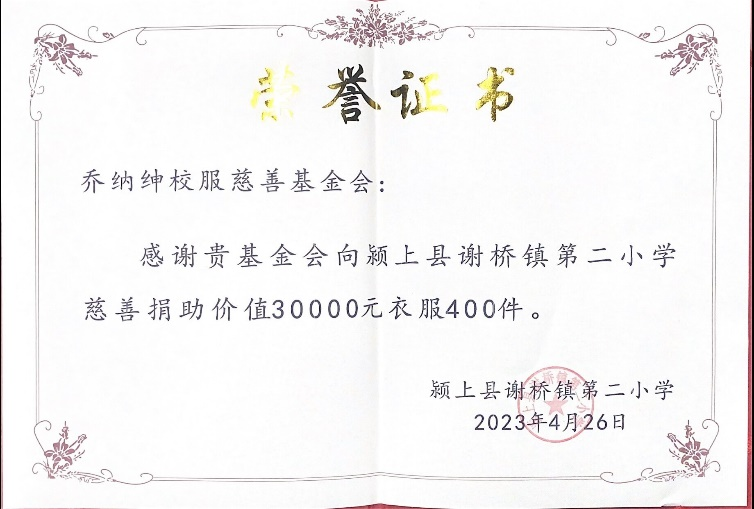 荣誉证书
乔纳绅校服慈善基金会：
感谢贵基金会向颍上县谢桥镇第二小学
慈善捐助价值30000元衣服400件。
颍上县谢桥镇第二小学
2023年4月26日